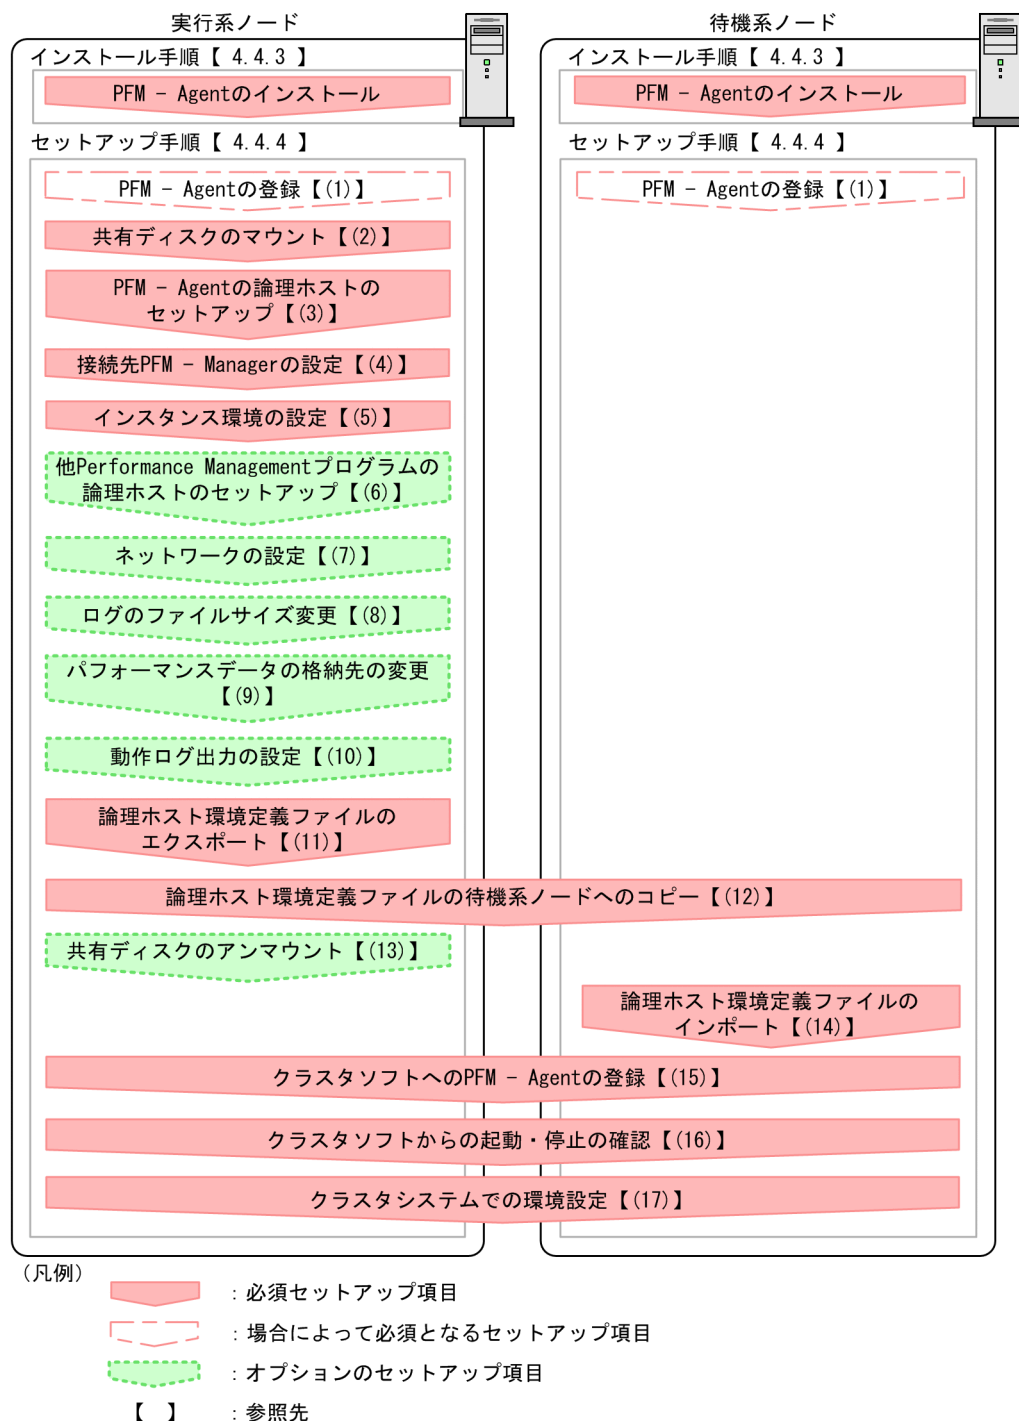 実行系ノード
待機系ノード
インストール手順【 4.4.3 】
インストール手順【 4.4.3 】
PFM － Agentのインストール
PFM － Agentのインストール
セットアップ手順【 4.4.4 】
セットアップ手順【 4.4.4 】
PFM － Agentの登録【(1)】
PFM － Agentの登録【(1)】
共有ディスクのマウント【(2)】
PFM － Agentの論理ホストの
セットアップ【(3)】
接続先PFM － Managerの設定【(4)】
インスタンス環境の設定【(5)】
他Performance Managementプログラムの
論理ホストのセットアップ【(6)】
ネットワークの設定【(7)】
ログのファイルサイズ変更【(8)】
パフォーマンスデータの格納先の変更
【(9)】
動作ログ出力の設定【(10)】
論理ホスト環境定義ファイルの
エクスポート【(11)】
論理ホスト環境定義ファイルの待機系ノードへのコピー【(12)】
共有ディスクのアンマウント【(13)】
論理ホスト環境定義ファイルの
インポート【(14)】
クラスタソフトへのPFM － Agentの登録【(15)】
クラスタソフトからの起動・停止の確認【(16)】
クラスタシステムでの環境設定【(17)】
（凡例）
：必須セットアップ項目
：場合によって必須となるセットアップ項目
：オプションのセットアップ項目
【　】 ：参照先